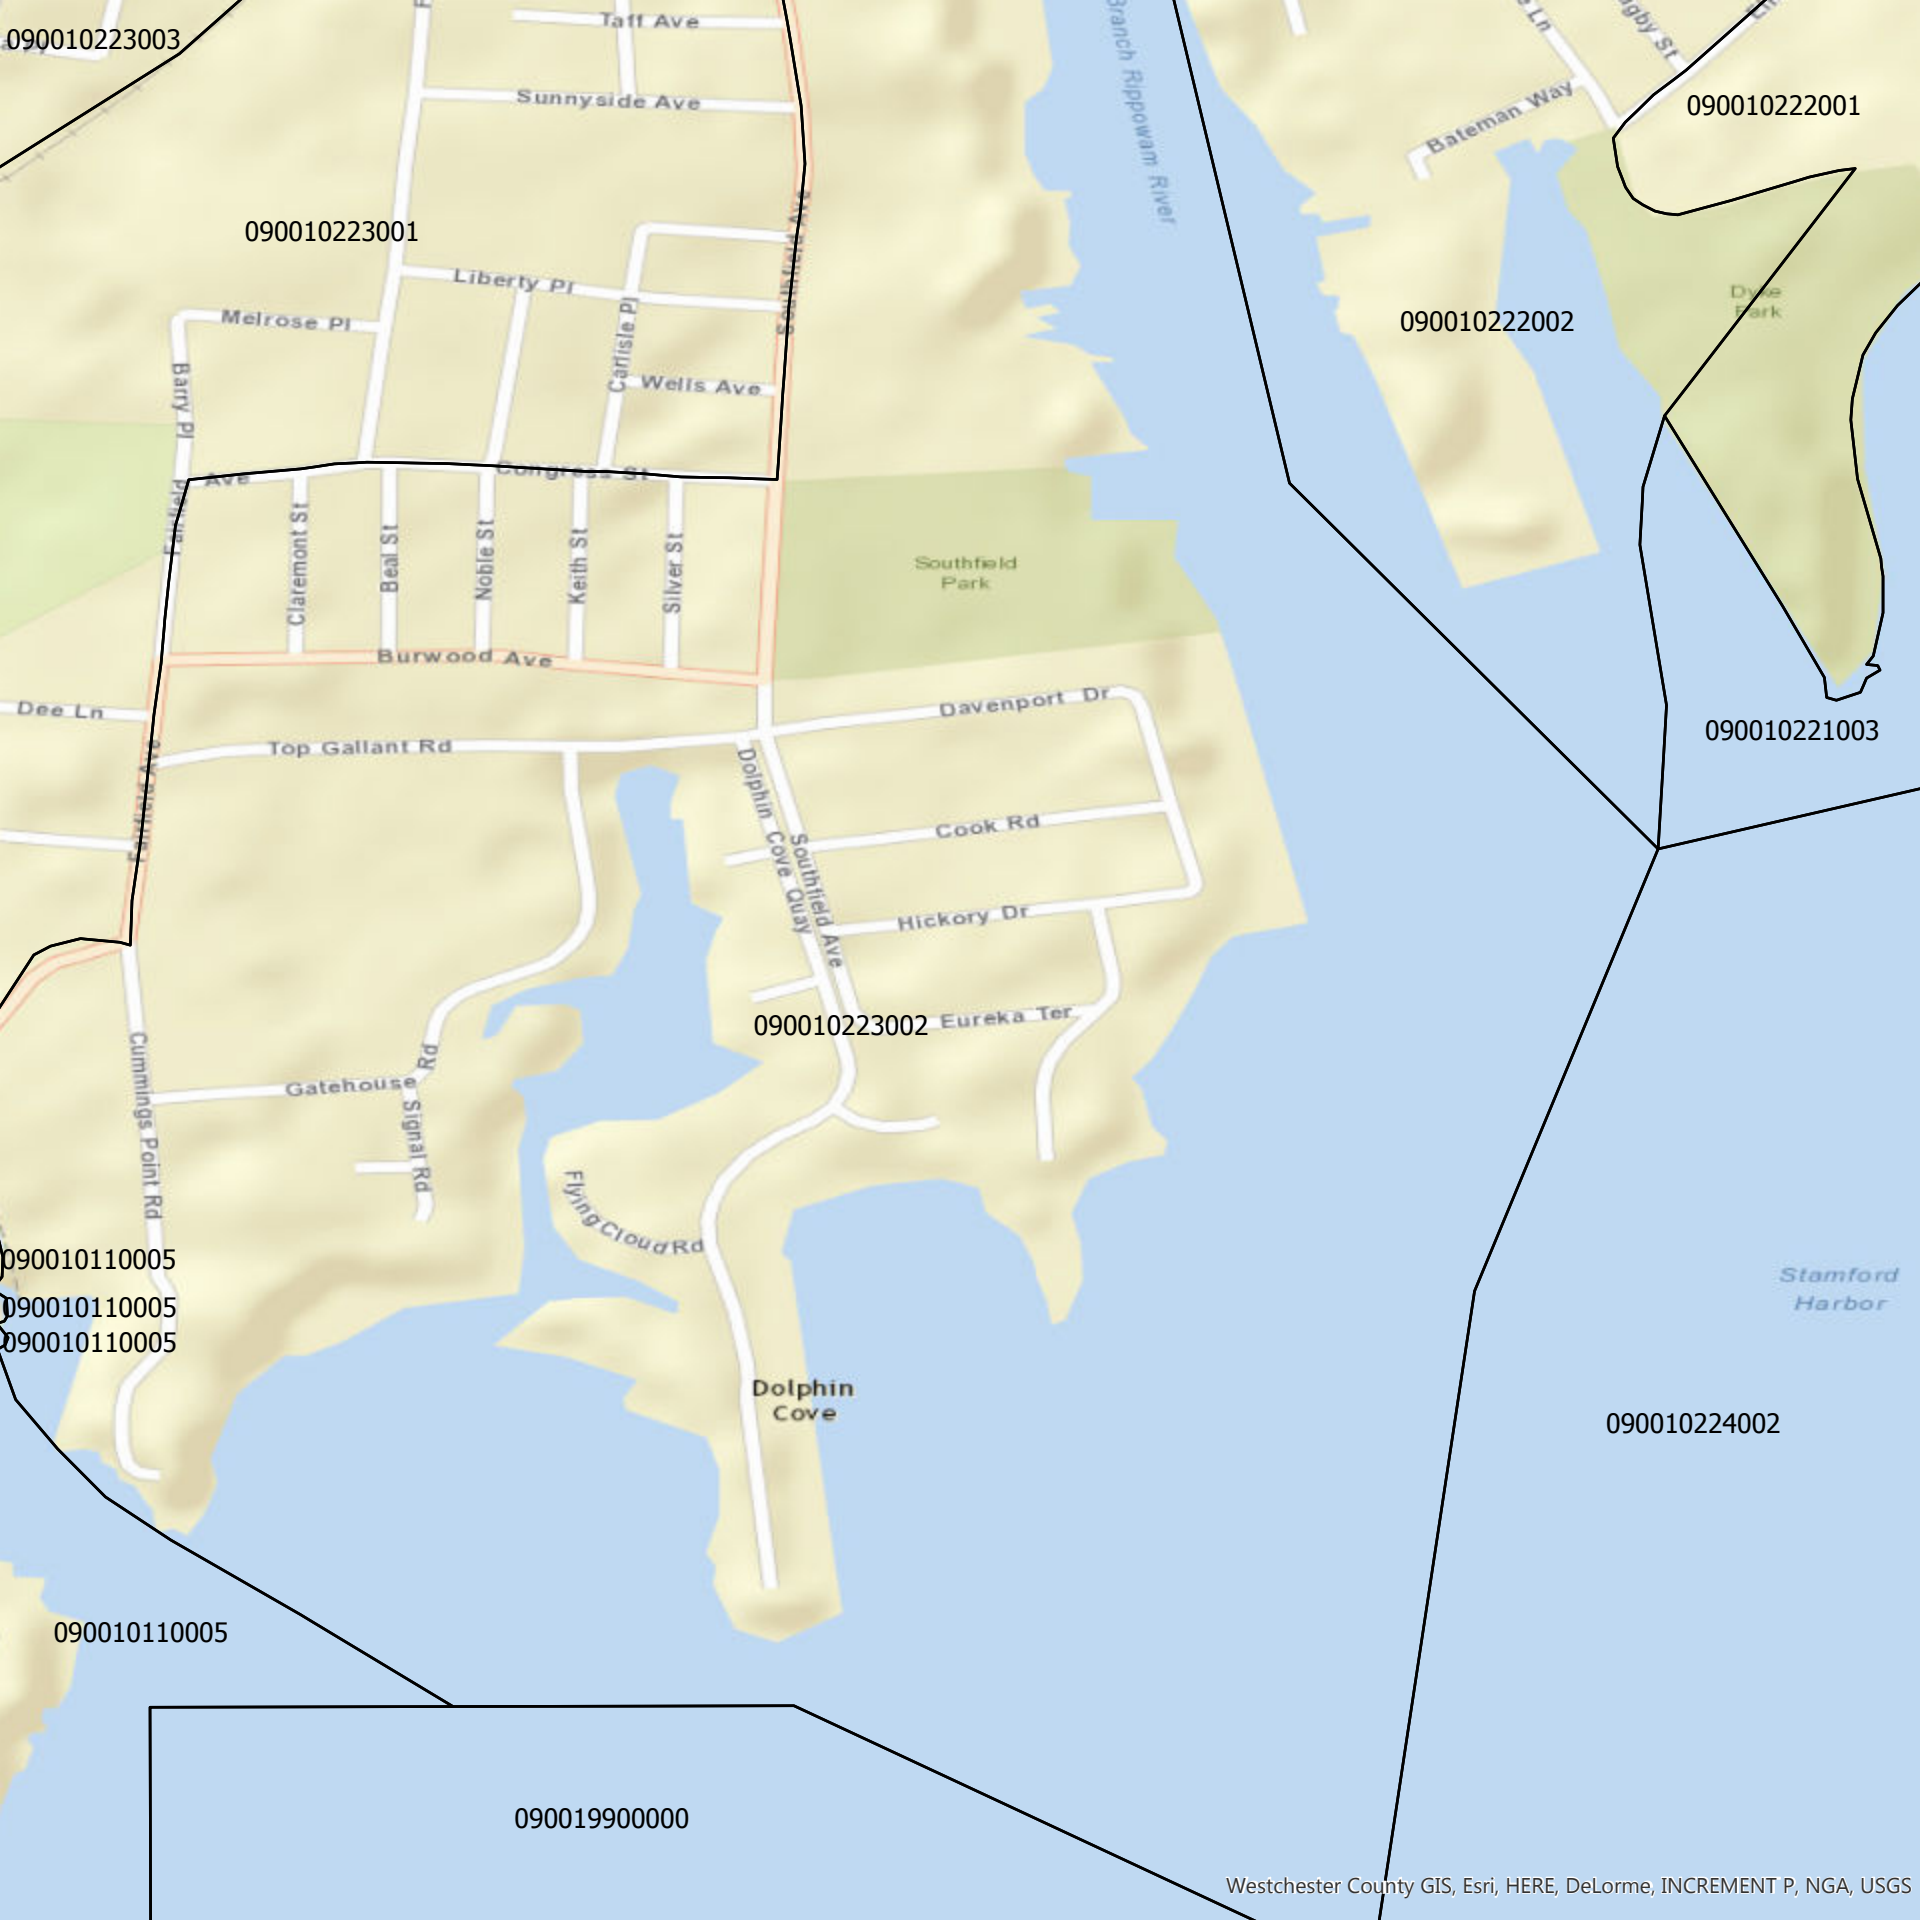 090010223003
Taff Ave
Sunnyside Ave
Branch Rippowam River
Bateman Way
090010222001
090010223001
Southfield Ave
Liberty Pl
Melrose Pl
Carlisle Pl
Wells Ave
Barry Pl
090010222002
Dyke
Park
Ave
Congress St
Fairfield
Claremont St
Beal St
Noble St
Keith St
Silver St
Southfield
Park
Burwood Ave
Dee Ln
Top Gallant Rd
Davenport Dr
090010221003
Fairfield Ave
Dolphin Cove Quay
Southfield Ave
Cook Rd
Hickory Dr
090010223002
Eureka Ter
Cummings Point Rd
Gatehouse Rd
Signal Rd
Flying Cloud Rd
090010110005
090010110005
090010110005
Stamford
Harbor
Dolphin
Cove
090010224002
090010110005
090019900000
Westchester County GIS, Esri, HERE, DeLorme, INCREMENT P, NGA, USGS